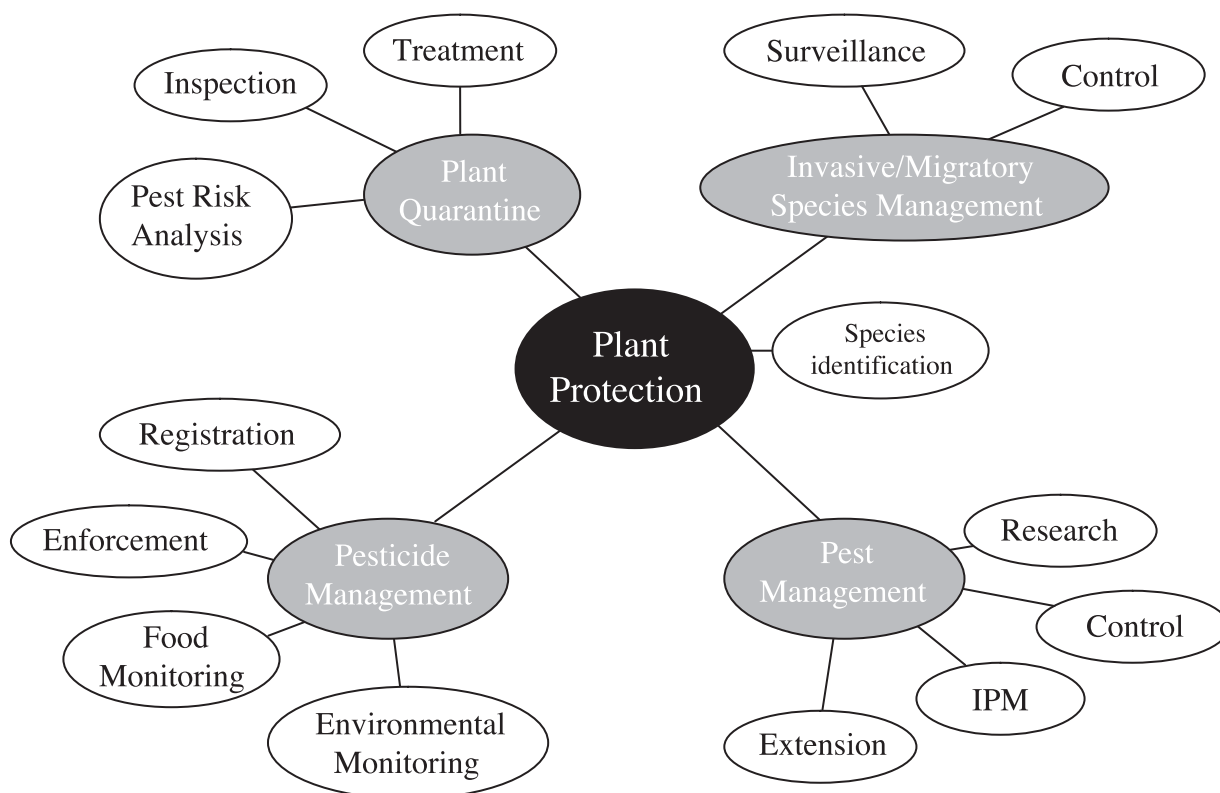 Treatment
Inspection
Pest Risk
Analysis
Plant
Quarantine
Surveillance
Control
Invasive/Migratory
Species Management
Plant
Protection
Species
identification
Registration
Enforcement
Food
Monitoring
Environmental
Monitoring
Pesticide
Management
Pest
Management
Research
Control
IPM
Extension